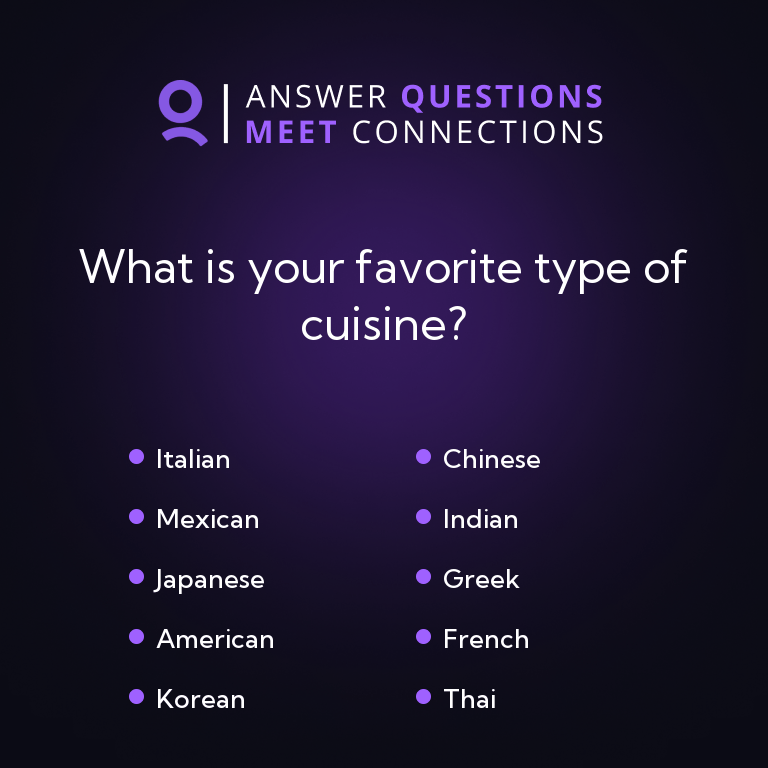 ANSWER QUESTIONS
MEET CONNECTIONS
What is your favorite type of
cuisine?
Italian
Mexican
Japanese
American
Korean
Chinese
Indian
Greek
French
Thai